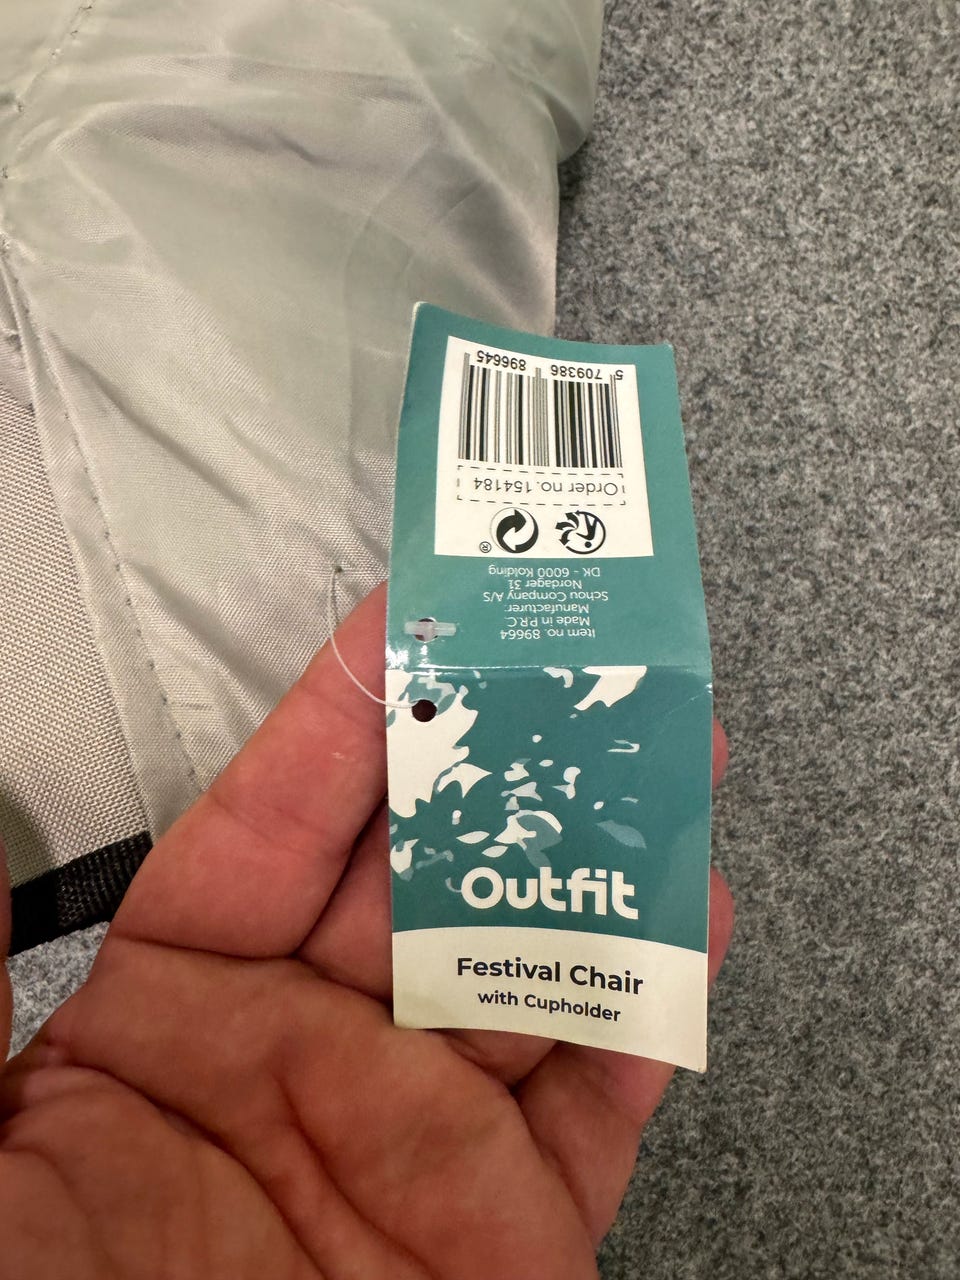 Outfit
Festival Chair
with Cupholder
Item no. 89664
Made in P.R.C.
Manufacturer:
Schou Company A/S
Nordager 31
DK - 6000 Kolding
®
Order no. 154184
5 709386 896645